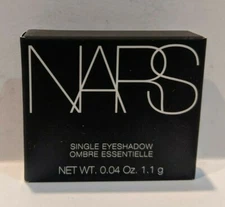 NARS
SINGLE EYESHADOW
OMBRE ESSENTIELLE
NET WT. 0.04 Oz. 1.1 g